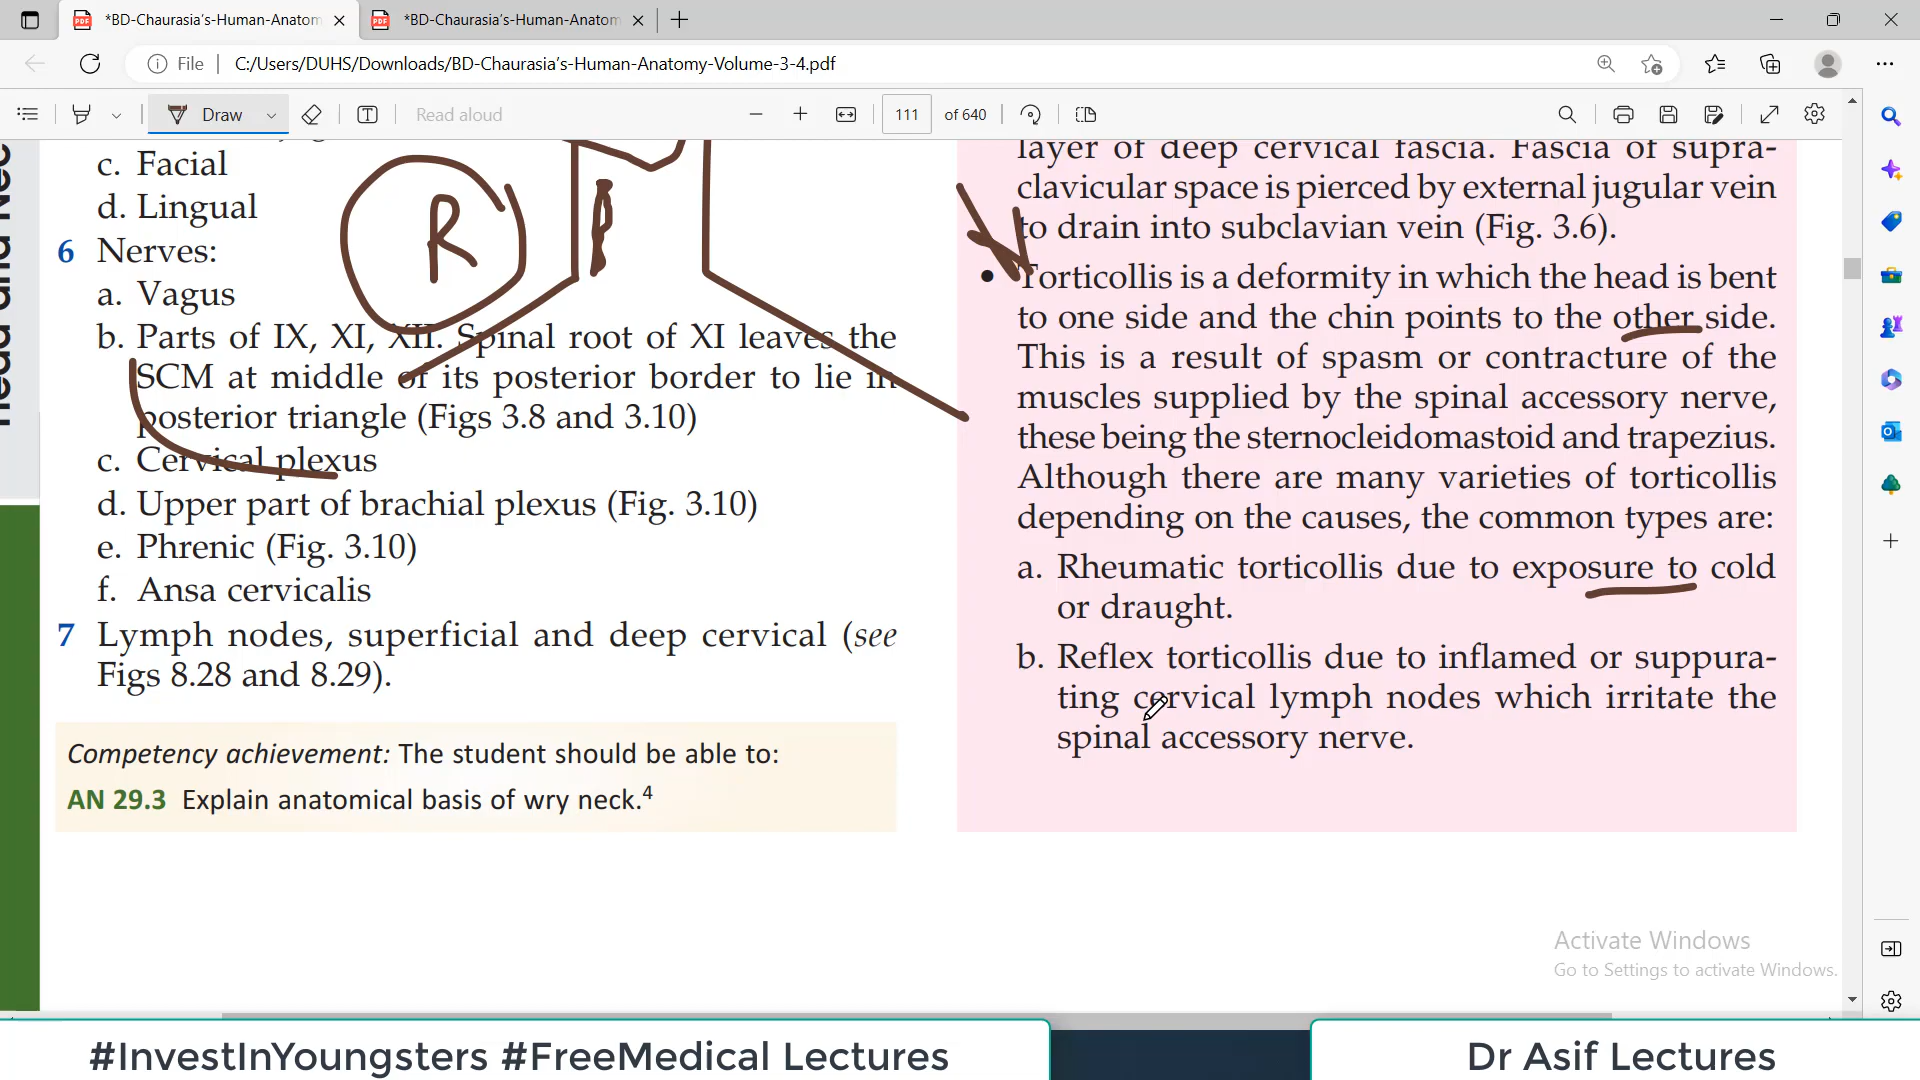 *BD-Chaurasia's-Human-Anatom
*BD-Chaurasia's-Human-Anatom
File
C:/Users/DUHS/Downloads/BD-Chaurasia's-Human-Anatomy-Volume-3-4.pdf
Draw
Read aloud
111 of 640
c. Facial
d. Lingual
6 Nerves:
a. Vagus
b. Parts of IX, XI, XII. Spinal root of XI leaves the
SCM at middle of its posterior border to lie in
posterior triangle (Figs 3.8 and 3.10)
c. Cervical plexus
d. Upper part of brachial plexus (Fig. 3.10)
e. Phrenic (Fig. 3.10)
f. Ansa cervicalis
7 Lymph nodes, superficial and deep cervical (see
Figs 8.28 and 8.29).
Competency achievement: The student should be able to:
AN 29.3 Explain anatomical basis of wry neck.4
R
layer of deep cervical fascia. Fascia of supra-
clavicular space is pierced by external jugular vein
to drain into subclavian vein (Fig. 3.6).
• Torticollis is a deformity in which the head is bent
to one side and the chin points to the other side.
This is a result of spasm or contracture of the
muscles supplied by the spinal accessory nerve,
these being the sternocleidomastoid and trapezius.
Although there are many varieties of torticollis
depending on the causes, the common types are:
a. Rheumatic torticollis due to exposure to cold
or draught.
b. Reflex torticollis due to inflamed or suppura-
ting cervical lymph nodes which irritate the
spinal accessory nerve.
Activate Windows
Go to Settings to activate Windows.
#InvestInYoungsters #FreeMedical Lectures
Dr Asif Lectures